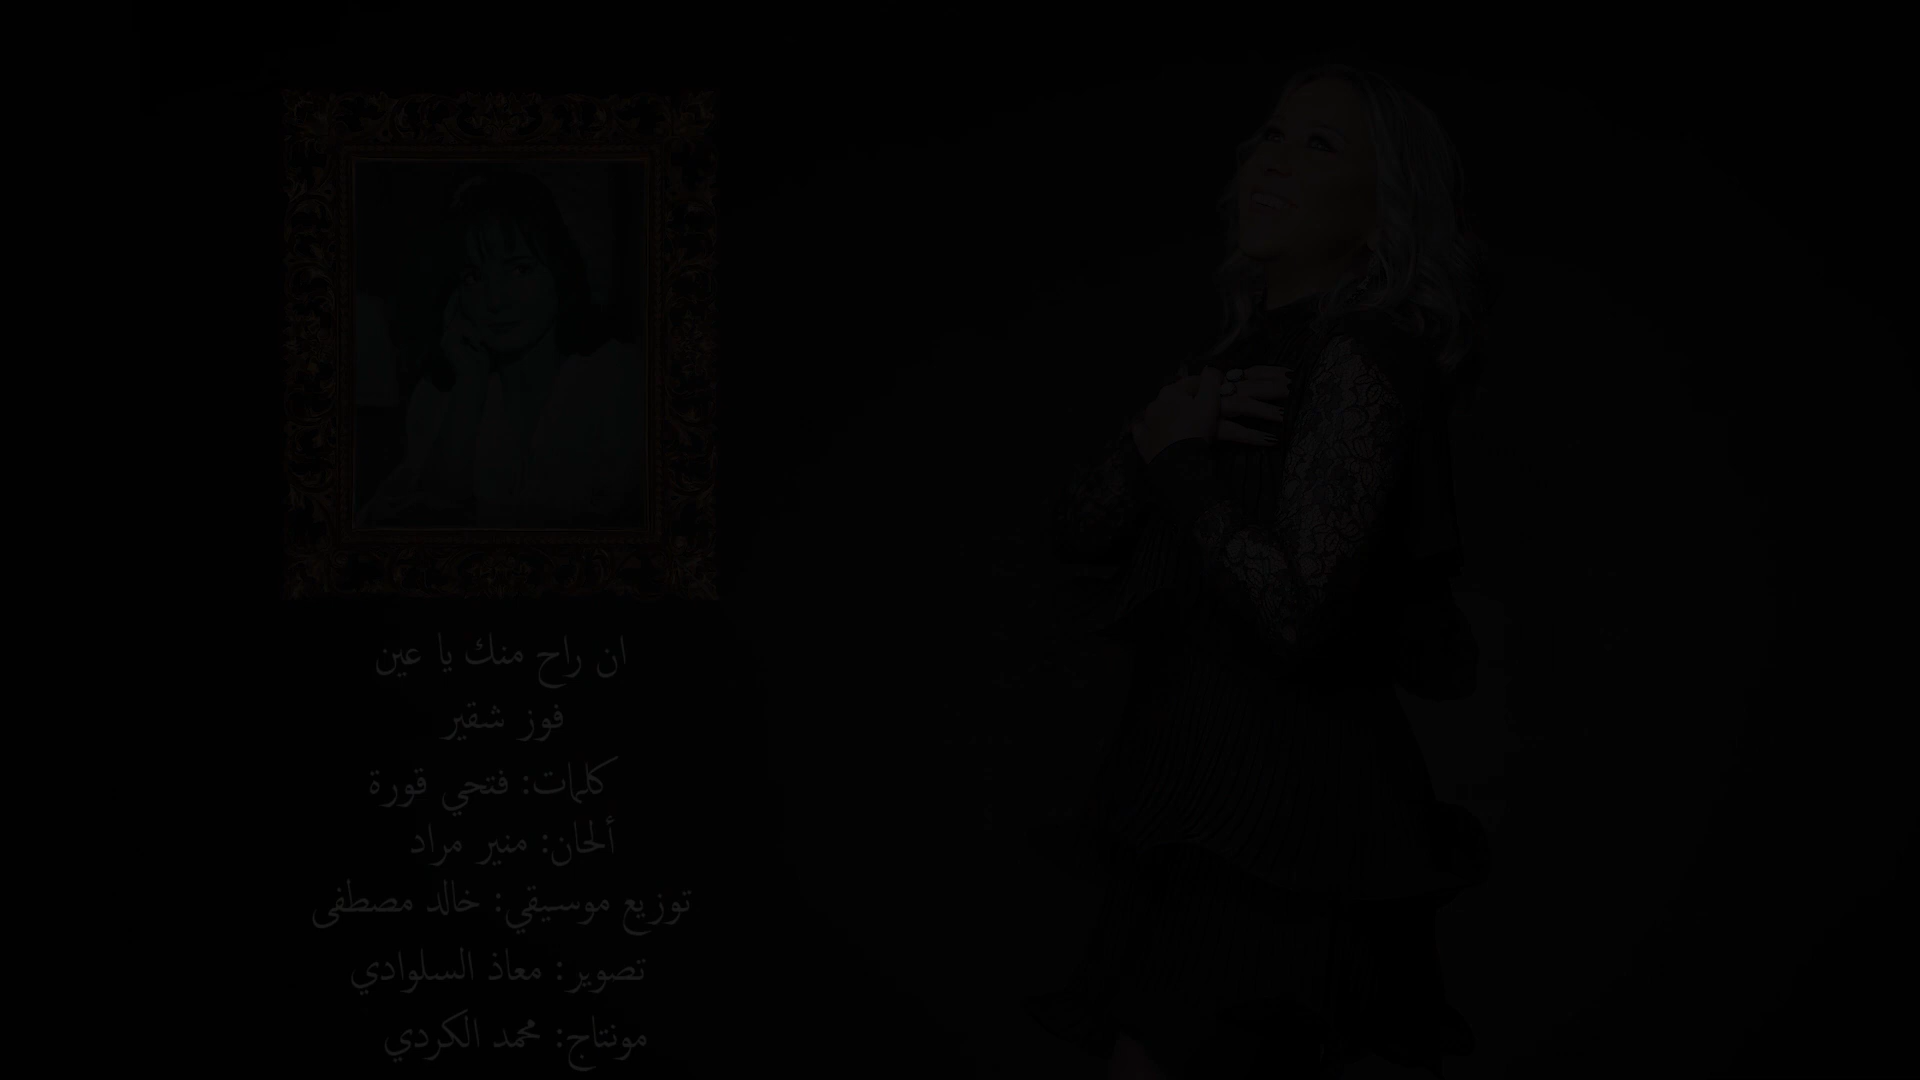 ان راح منك يا عين
فوز شقير
كلمات: فتحي قورة
ألحان: منير مراد
توزيع موسيقي: خالد مصطفى
تصوير: معاذ السلوادي
مونتاج: محمد الكردي